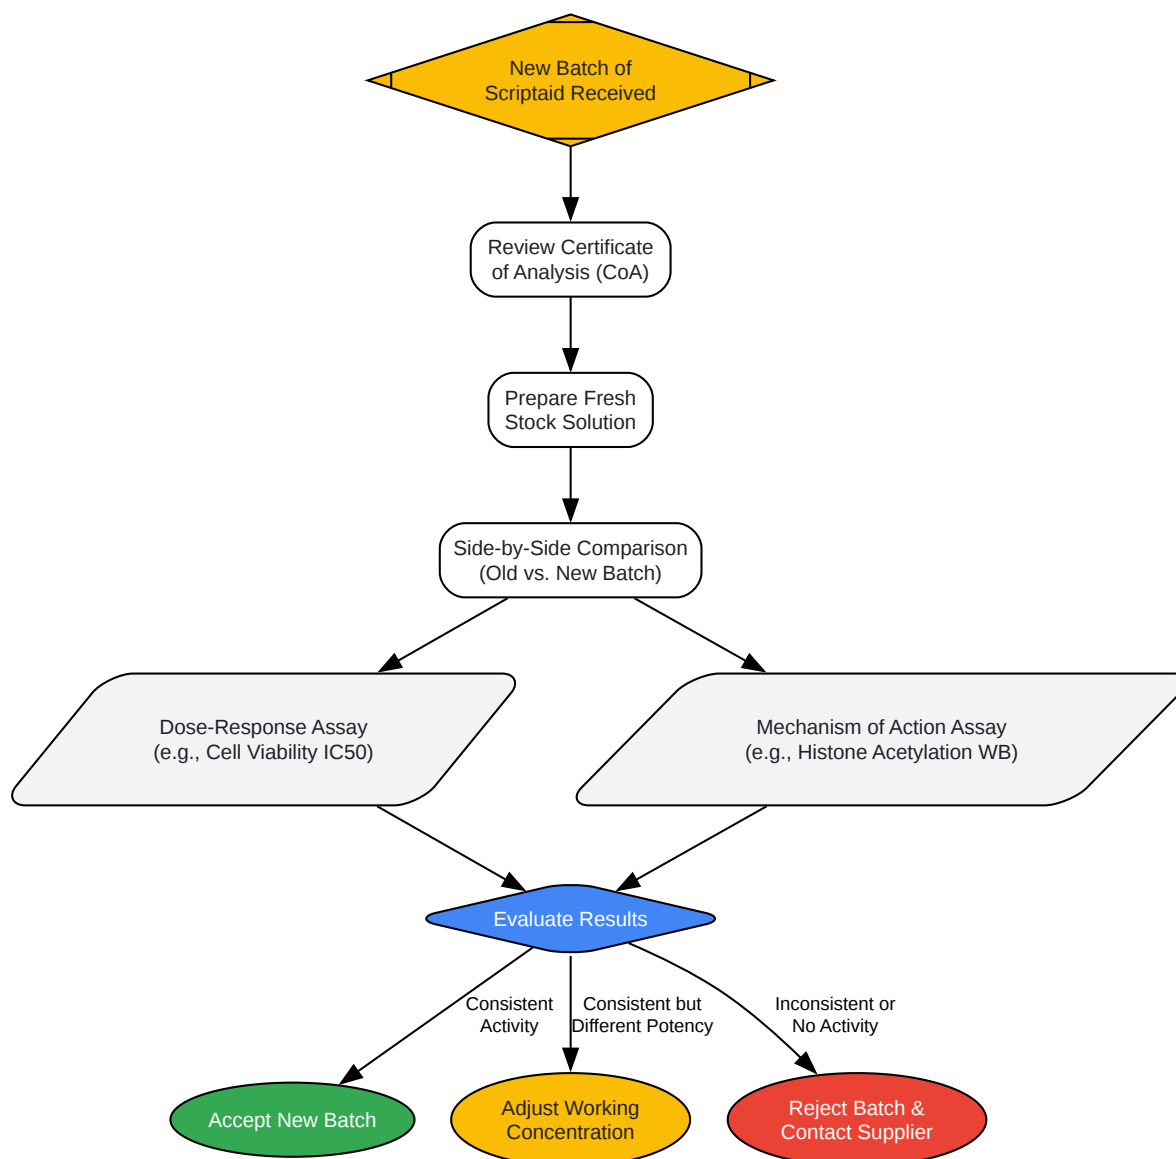 New Batch of
Scriptaid Received
Review Certificate
of Analysis (CoA)
Prepare Fresh
Stock Solution
Side-by-Side Comparison
(Old vs. New Batch)
Dose-Response Assay
(e.g., Cell Viability IC50)
Mechanism of Action Assay
(e.g., Histone Acetylation WB)
Evaluate Results
Consistent
Activity
Consistent but
Different Potency
Inconsistent or
No Activity
Accept New Batch
Adjust Working
Concentration
Reject Batch &
Contact Supplier